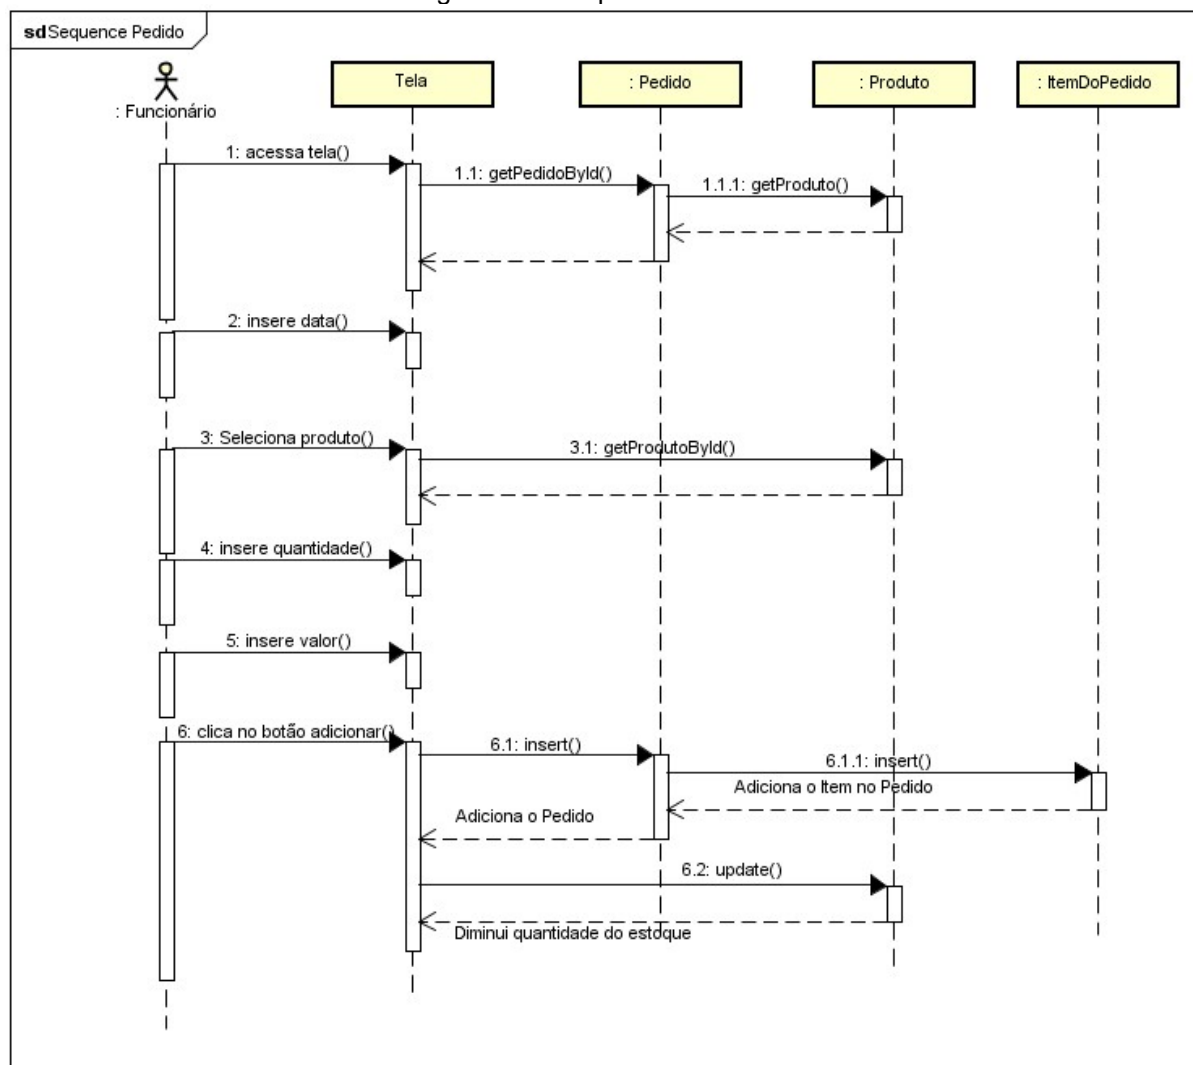 sd Sequence Pedido
: Funcionário
Tela
: Pedido
: Produto
: ItemDoPedido
1: acessa tela()
1.1: getPedidoById()
1.1.1: getProduto()
2: insere data()
3: Seleciona produto()
3.1: getProdutoById()
4: insere quantidade()
5: insere valor()
6: clica no botão adicionar()
6.1: insert()
6.1.1: insert()
Adiciona o Item no Pedido
Adiciona o Pedido
6.2: update()
Diminui quantidade do estoque